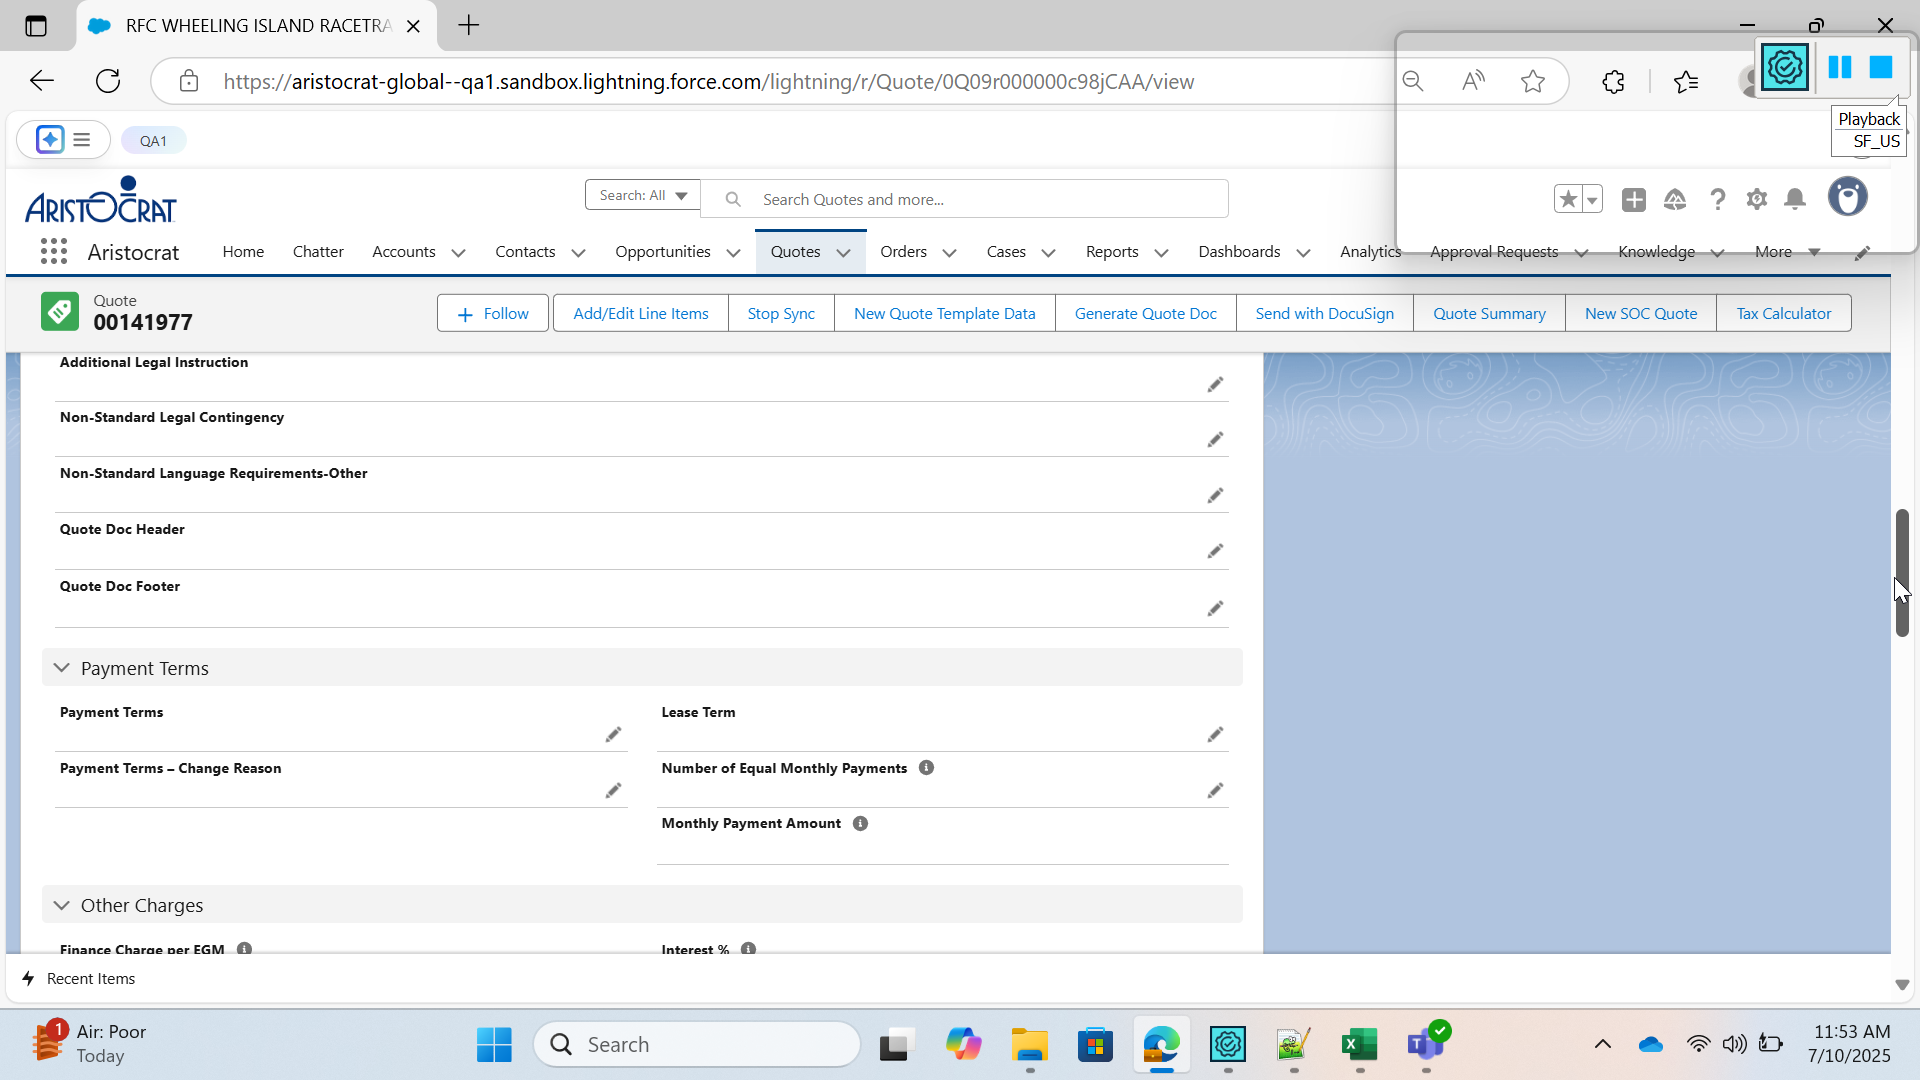 RFC WHEELING ISLAND RACETRA
https://aristocrat-global--qa1.sandbox.lightning.force.com/lightning/r/Quote/0Q09r000000c98jCAA/view
Playback
SF_US
QA1
ARISTOCRAT
Search: All
Search Quotes and more...
Aristocrat
Home
Chatter
Accounts
Contacts
Opportunities
Quotes
Orders
Cases
Reports
Dashboards
Analytics
Approval Requests
Knowledge
More
Quote
00141977
Follow
Add/Edit Line Items
Stop Sync
New Quote Template Data
Generate Quote Doc
Send with DocuSign
Quote Summary
New SOC Quote
Tax Calculator
Additional Legal Instruction
Non-Standard Legal Contingency
Non-Standard Language Requirements-Other
Quote Doc Header
Quote Doc Footer
Payment Terms
Payment Terms
Lease Term
Payment Terms – Change Reason
Number of Equal Monthly Payments
Monthly Payment Amount
Other Charges
Finance Charge per EGM
Interest %
Recent Items
1
Air: Poor
Today
Search
11:53 AM
7/10/2025